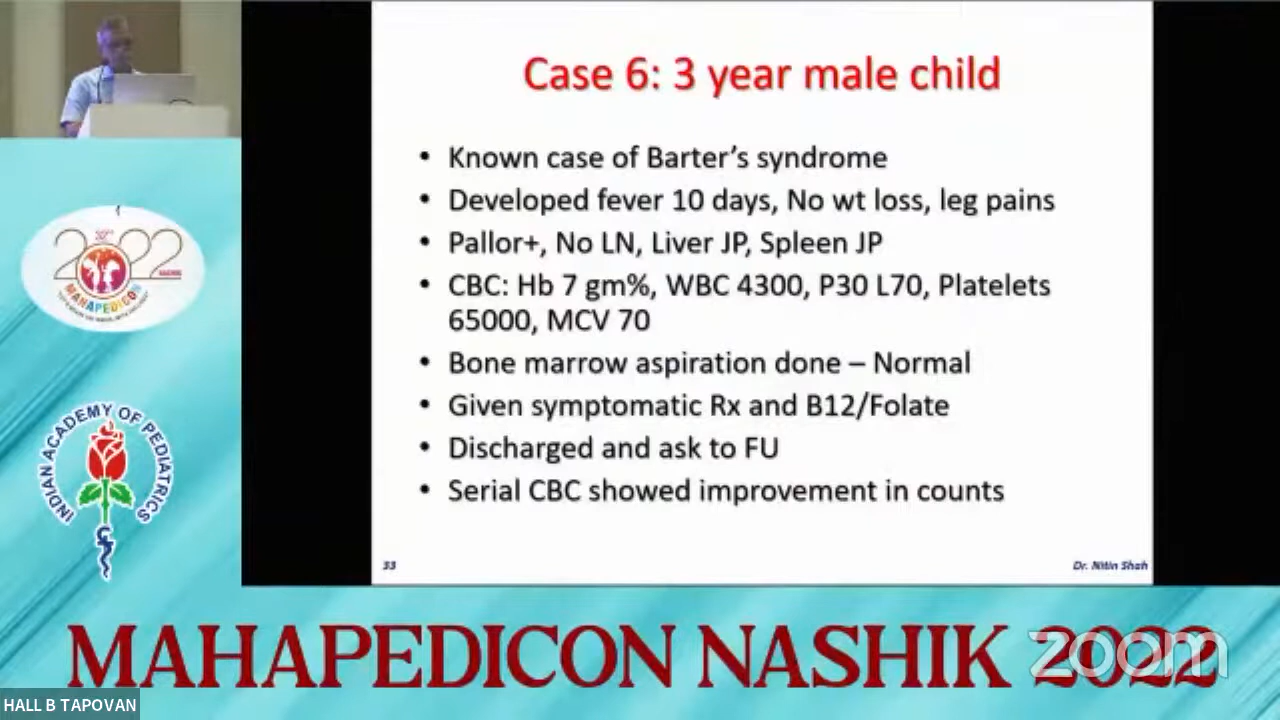 Case 6: 3 year male child
• Known case of Barter's syndrome
• Developed fever 10 days, No wt loss, leg pains
• Pallor+, No LN, Liver JP, Spleen JP
• CBC: Hb 7 gm%, WBC 4300, P30 L70, Platelets
65000, MCV 70
• Bone marrow aspiration done – Normal
• Given symptomatic Rx and B12/Folate
• Discharged and ask to FU
• Serial CBC showed improvement in counts
33
Dr. Nitin Shah
2022
MAHAPEDICON
INDIAN ACADEMY OF PEDIATRICS
MAHAPEDICON NASHIK 2022
zoom
HALL B TAPOVAN